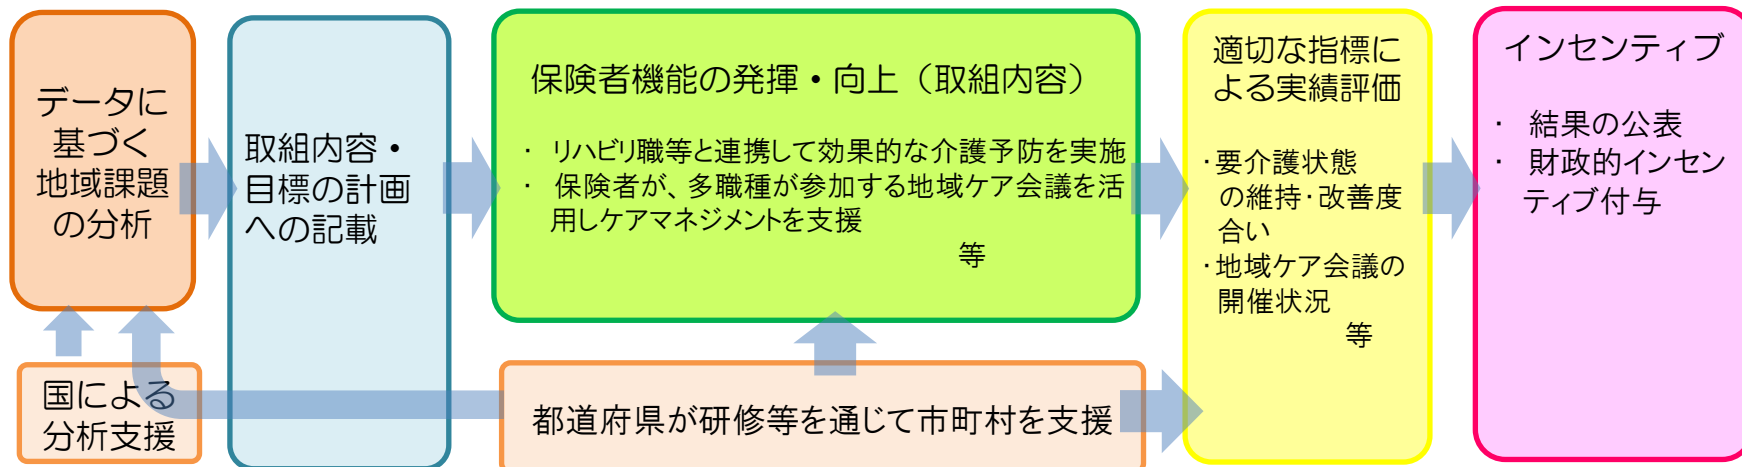 データに
基づく
地域課題
の分析
取組内容・
目標の計画
への記載
保険者機能の発揮・向上（取組内容）
・ リハビリ職等と連携して効果的な介護予防を実施
・ 保険者が、多職種が参加する地域ケア会議を活
用しケアマネジメントを支援
等
適切な指標に
よる実績評価
・要介護状態
の維持・改善度
合い
・地域ケア会議の
開催状況
等
インセンティブ
・ 結果の公表
・ 財政的インセン
ティブ付与
国による
分析支援
都道府県が研修等を通じて市町村を支援